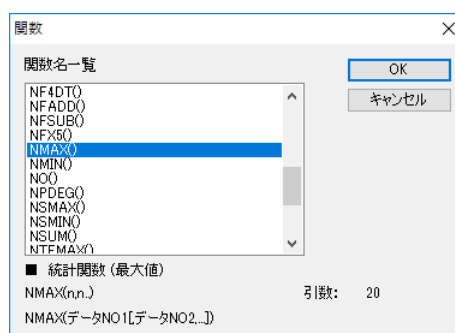 関数
関数名一覧
OK
キャンセル
NF4DT()
NFADD()
NFSUB()
NFX5()
NMAX()
NMIN()
NO()
NPDEG()
NSMAX()
NSMIN()
NSUM()
NTEMAX()
■ 統計関数(最大値)
NMAX(n,n..) 引数: 20
NMAX(データNO1[データNO2,...])